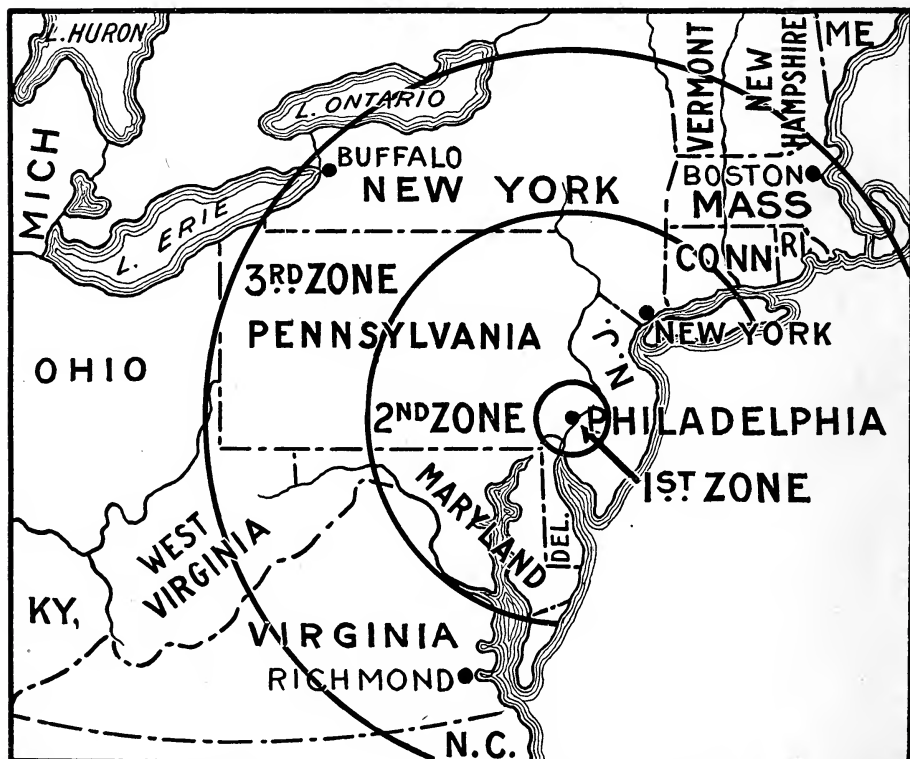 L. HURON
ME
VERMONT
NEW
HAMPSHIRE
L. ONTARIO
MICH
BUFFALO
NEW YORK
BOSTON
MASS
L. ERIE
CONN
R.I.
3RD ZONE
PENNSYLVANIA
NEW YORK
N.J.
OHIO
2ND ZONE
PHILADELPHIA
1ST. ZONE
MARYLAND
DEL.
WEST
VIRGINIA
KY,
VIRGINIA
RICHMOND
N.C.